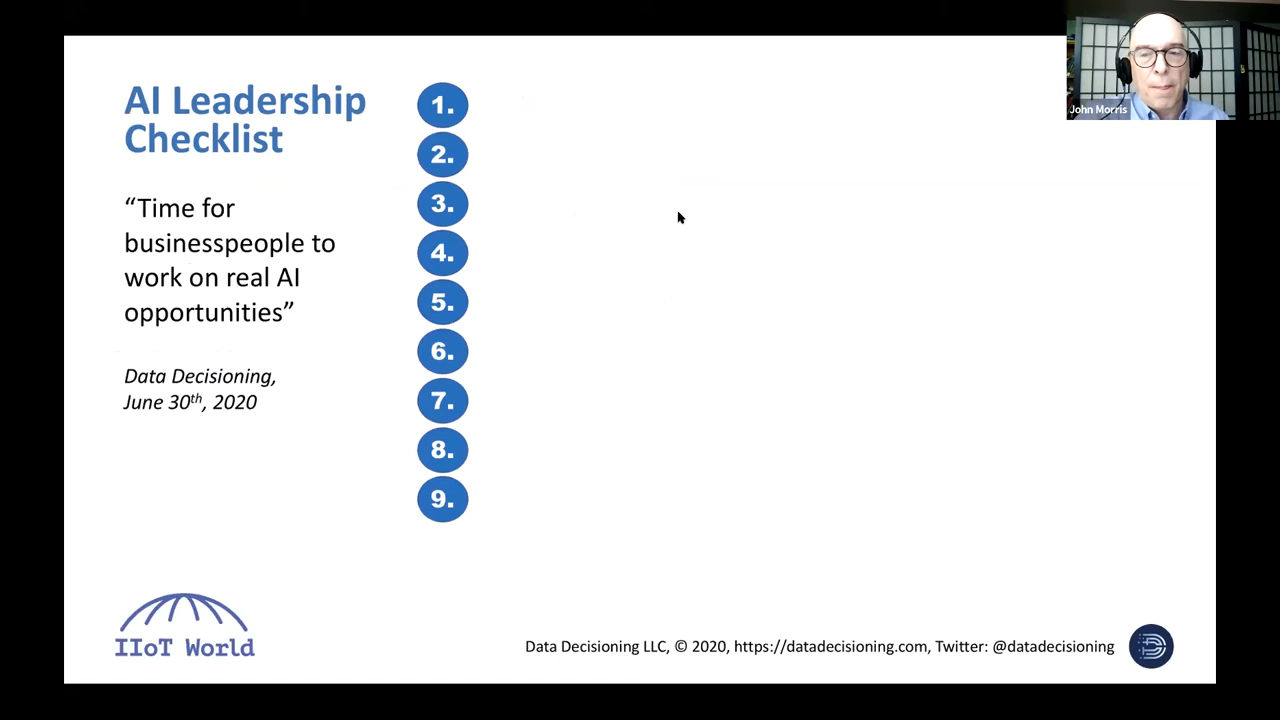 AI Leadership
Checklist
“Time for
businesspeople to
work on real AI
opportunities”
Data Decisioning,
June 30th, 2020
1.
2.
3.
4.
5.
6.
7.
8.
9.
John Morris
IIoT World
Data Decisioning LLC, © 2020, https://datadecisioning.com, Twitter: @datadecisioning